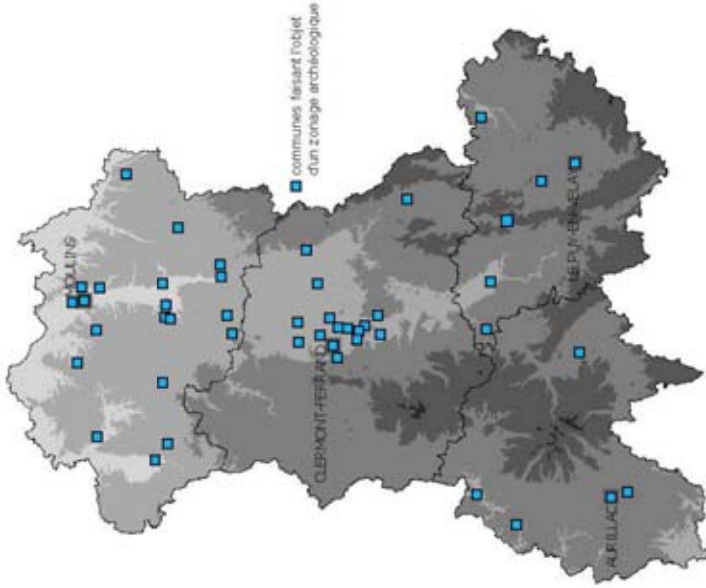 communes faisant l'objet
d'un zonage archéologique
MOULINS
CLERMONT-FERRAND
LE PUY-EN-VELAY
AURILLAC